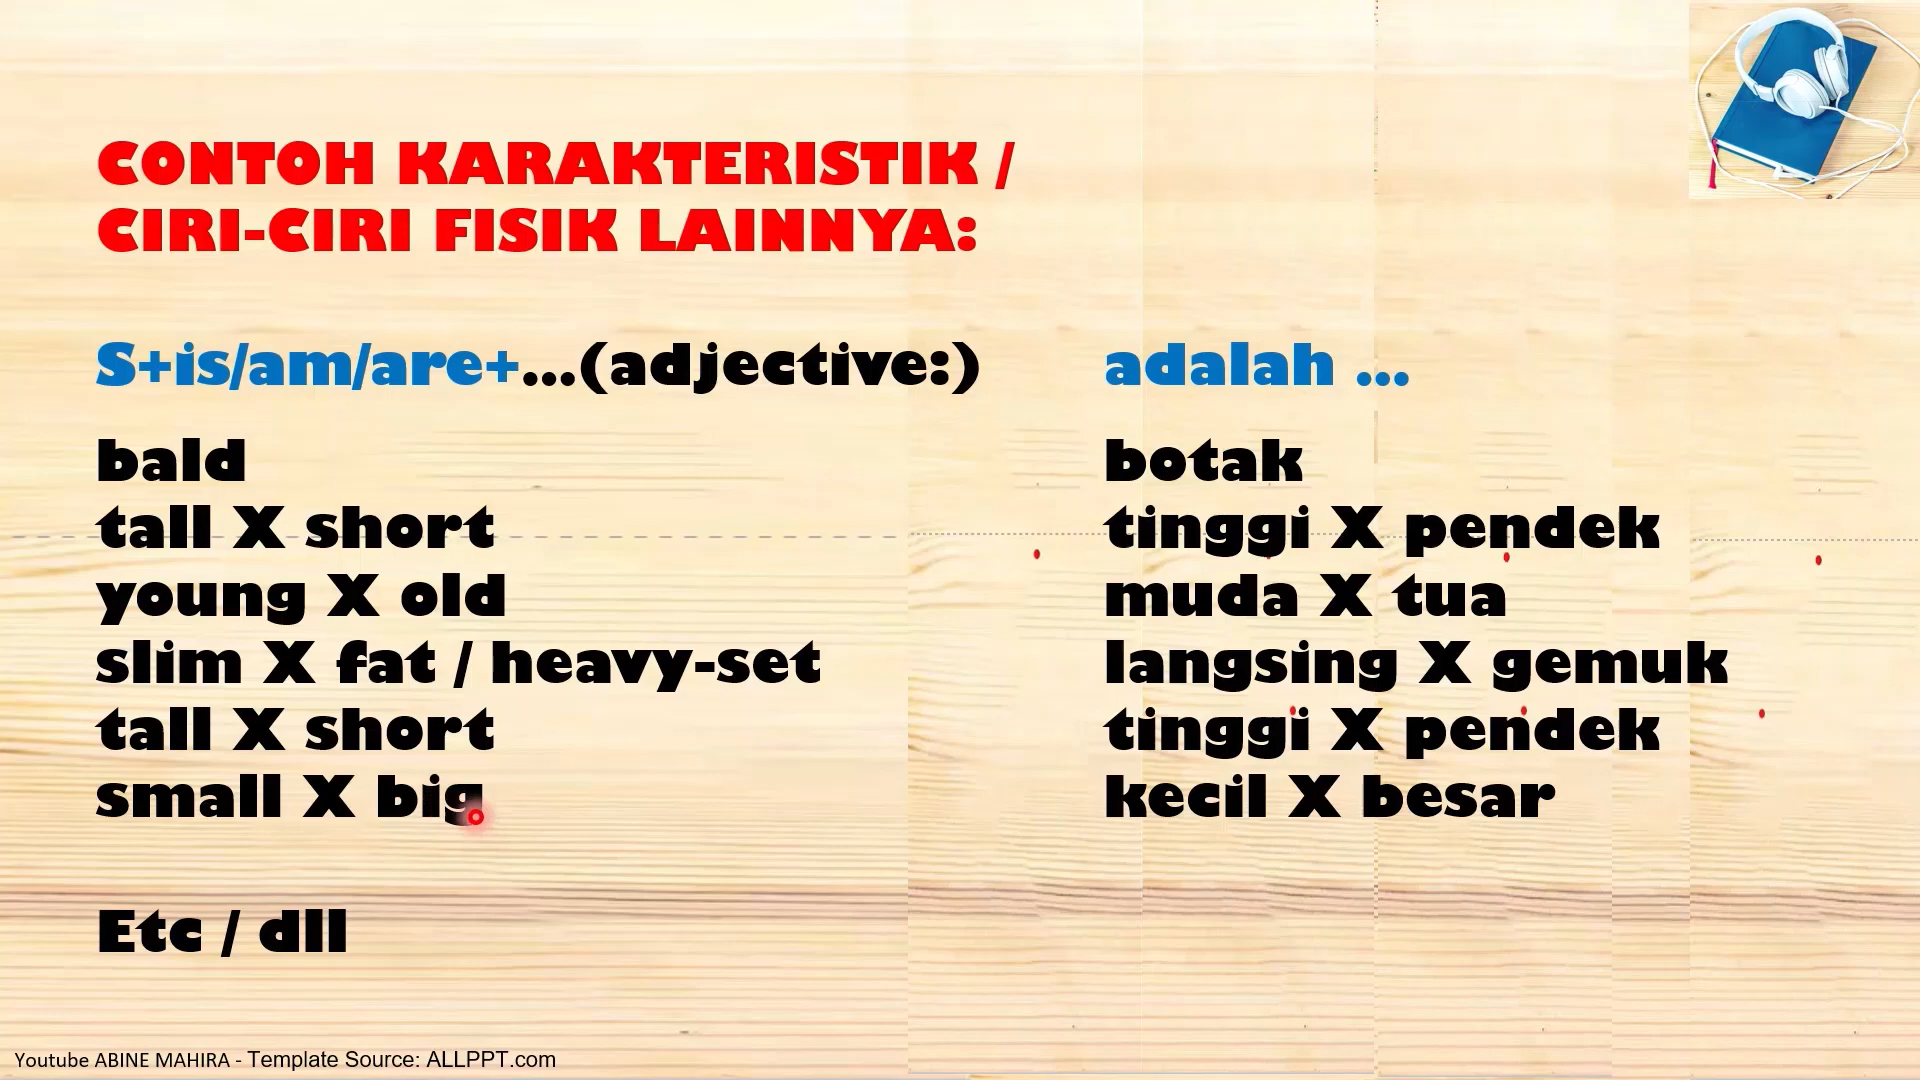 CONTOH KARAKTERISTIK /
CIRI-CIRI FISIK LAINNYA:
S+is/am/are+...(adjective:)
bald
tall X short
young X old
slim X fat / heavy-set
tall X short
small X big
Etc / dll
adalah ...
botak
tinggi X pendek
muda X tua
langsing X gemuk
tinggi X pendek
kecil X besar
Youtube ABINE MAHIRA - Template Source: ALLPPT.com